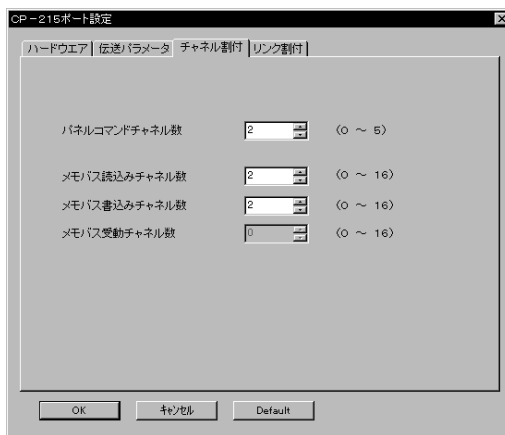 CP-215ポート設定
ハードウエア 伝送パラメータ チャネル割付 リンク割付
パネルコマンドチャネル数 2 (0 ～ 5)
メモバス読込みチャネル数 2 (0 ～ 16)
メモバス書込みチャネル数 2 (0 ～ 16)
メモバス受動チャネル数 0 (0 ～ 16)
OK キャンセル Default